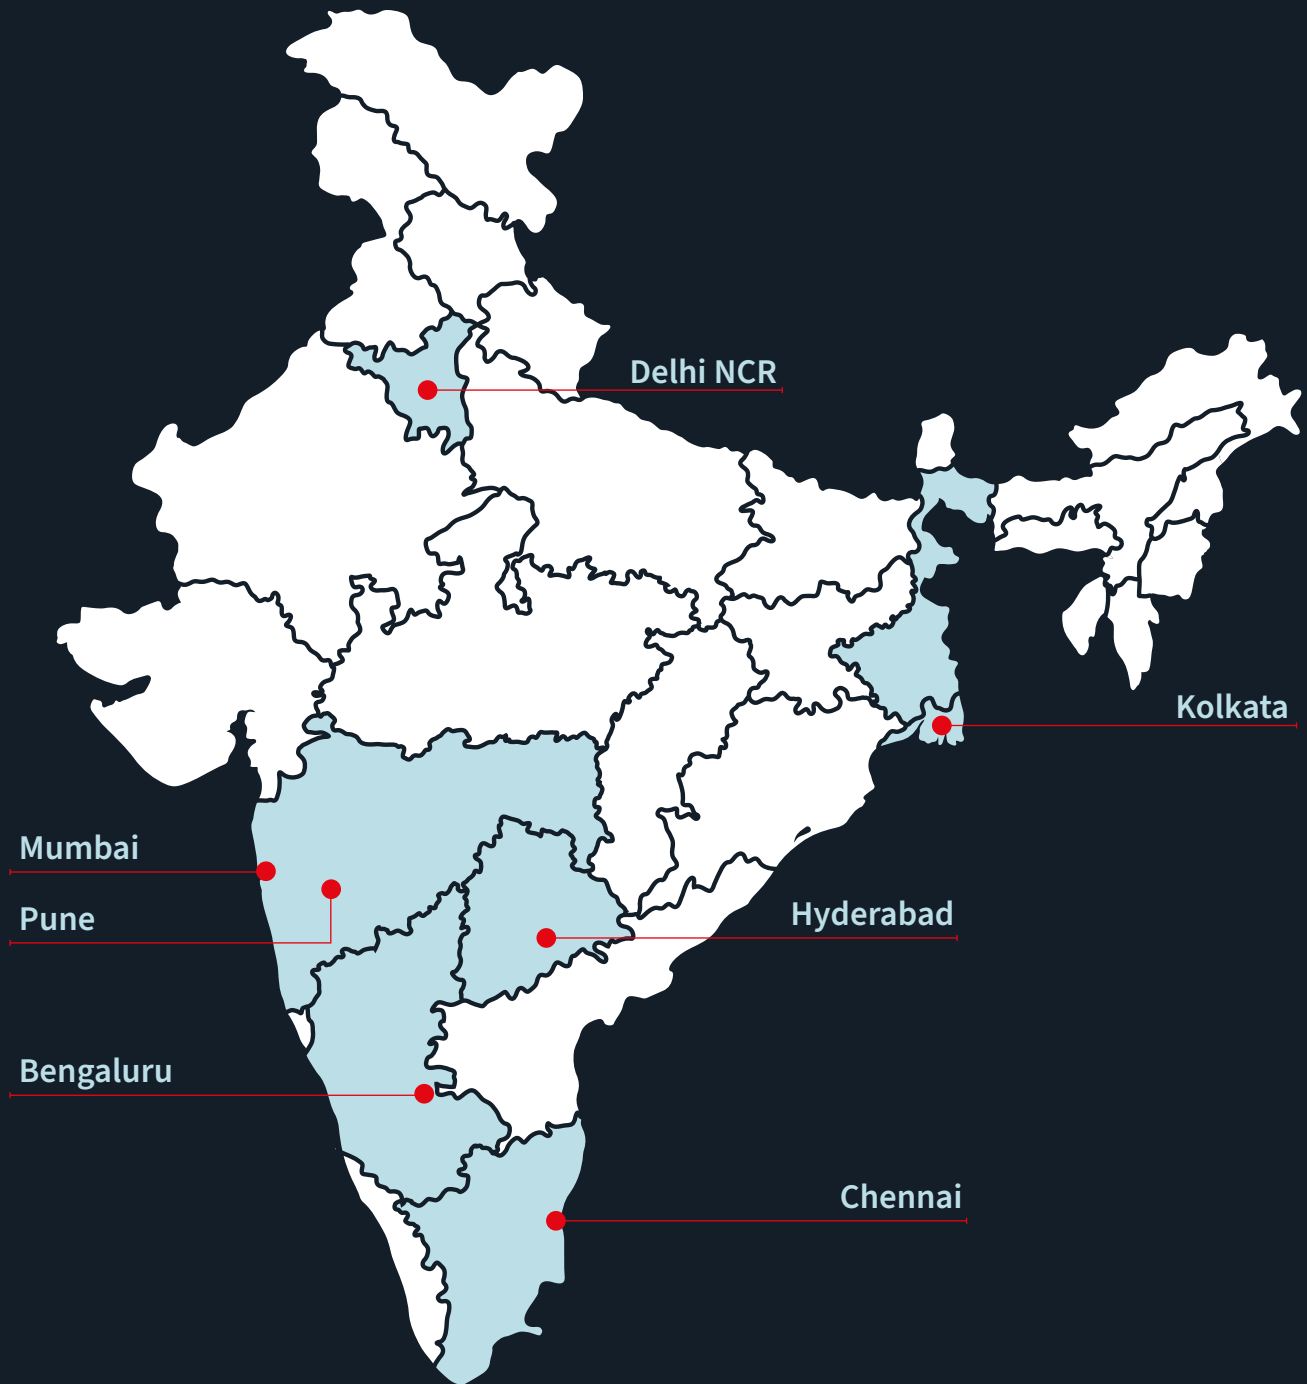 Delhi NCR
Kolkata
Mumbai
Pune
Hyderabad
Bengaluru
Chennai